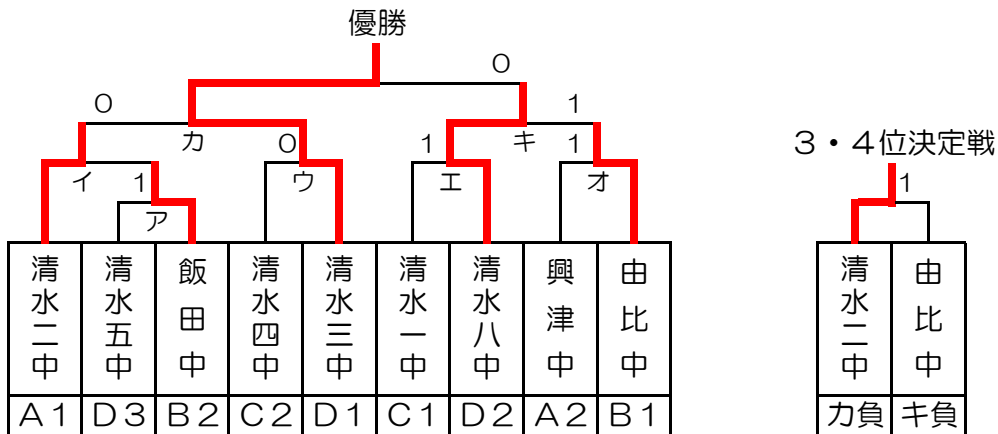 優勝
0
0 1
カ キ
3・4位決定戦
0 1 1
イ 1 ウ エ オ 1
ア
清水二中 清水五中 飯田中 清水四中 清水三中 清水一中 清水八中 興津中 由比中 清水二中 由比中
A1 D3 B2 C2 D1 C1 D2 A2 B1 カ負 キ負